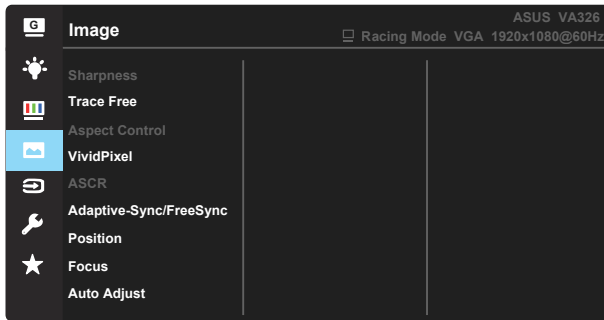 G
Image
ASUS VA326
Racing Mode VGA 1920x1080@60Hz
Sharpness
Trace Free
Aspect Control
VividPixel
ASCR
Adaptive-Sync/FreeSync
Position
Focus
Auto Adjust